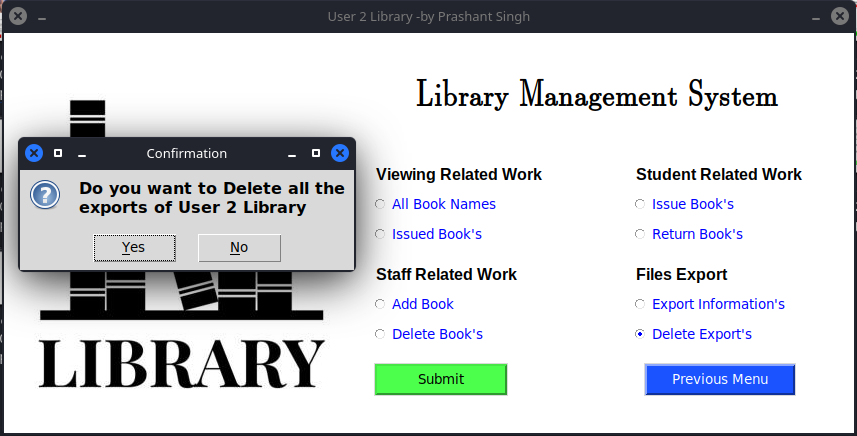 User 2 Library -by Prashant Singh
Library Management System
Confirmation
Do you want to Delete all the
exports of User 2 Library
Yes
No
LIBRARY
Viewing Related Work
All Book Names
Issued Book's
Student Related Work
Issue Book's
Return Book's
Staff Related Work
Add Book
Delete Book's
Files Export
Export Information's
Delete Export's
Submit
Previous Menu